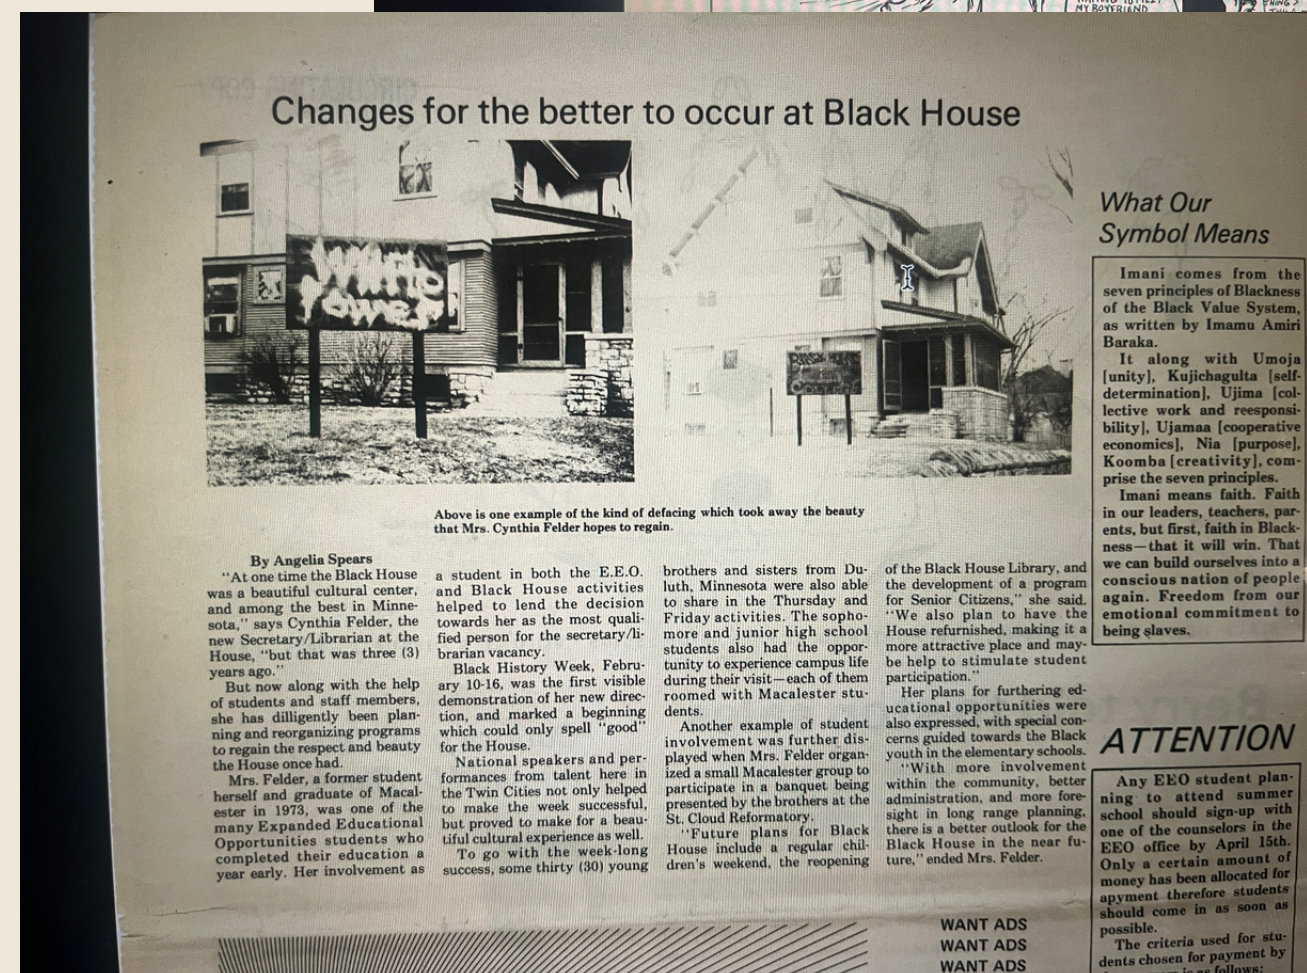 MY BOYFRIEND
Changes for the better to occur at Black House
White
Power
Above is one example of the kind of defacing which took away the beauty
that Mrs. Cynthia Felder hopes to regain.
By Angelia Spears
"At one time the Black House
was a beautiful cultural center,
and among the best in Minne-
sota," says Cynthia Felder, the
new Secretary/Librarian at the
House, "but that was three (3)
years ago."
But now along with the help
of students and staff members,
she has dilligently been plan-
ning and reorganizing programs
to regain the respect and beauty
the House once had.
Mrs. Felder, a former student
herself and graduate of Macal-
ester in 1973, was one of the
many Expanded Educational
Opportunities students who
completed their education a
year early. Her involvement as
a student in both the E.E.O.
and Black House activities
helped to lend the decision
towards her as the most quali-
fied person for the secretary/li-
brarian vacancy.
Black History Week, Febru-
ary 10-16, was the first visible
demonstration of her new direc-
tion, and marked a beginning
which could only spell "good"
for the House.
National speakers and per-
formances from talent here in
the Twin Cities not only helped
to make the week successful,
but proved to make for a beau-
tiful cultural experience as well.
To go with the week-long
success, some thirty (30) young
brothers and sisters from Du-
luth, Minnesota were also able
to share in the Thursday and
Friday activities. The sopho-
more and junior high school
students also had the oppor-
tunity to experience campus life
during their visit—each of them
roomed with Macalester stu-
dents.
Another example of student
involvement was further dis-
played when Mrs. Felder organ-
ized a small Macalester group to
participate in a banquet being
presented by the brothers at the
St. Cloud Reformatory.
"Future plans for Black
House include a regular chil-
dren's weekend, the reopening
of the Black House Library, and
the development of a program
for Senior Citizens," she said.
"We also plan to have the
House refurnished, making it a
more attractive place and may-
be help to stimulate student
participation."
Her plans for furthering ed-
ucational opportunities were
also expressed, with special con-
cerns guided towards the Black
youth in the elementary schools.
"With more involvement
within the community, better
administration, and more fore-
sight in long range planning,
there is a better outlook for the
Black House in the near fu-
ture," ended Mrs. Felder.
What Our
Symbol Means
Imani comes from the
seven principles of Blackness
of the Black Value System,
as written by Imamu Amiri
Baraka.
It along with Umoja
[unity], Kujichagulta [self-
determination], Ujima [col-
lective work and reesponsi-
bility], Ujamaa [cooperative
economics], Nia [purpose],
Koomba [creativity], com-
prise the seven principles.
Imani means faith. Faith
in our leaders, teachers, par-
ents, but first, faith in Black-
ness—that it will win. That
we can build ourselves into a
conscious nation of people
again. Freedom from our
emotional commitment to
being slaves.
ATTENTION
Any EEO student plan-
ning to attend summer
school should sign-up with
one of the counselors in the
EEO office by April 15th.
Only a certain amount of
money has been allocated for
apyment therefore students
should come in as soon as
possible.
The criteria used for stu-
dents chosen for payment by
is as follows:
WANT ADS
WANT ADS
WANT ADS